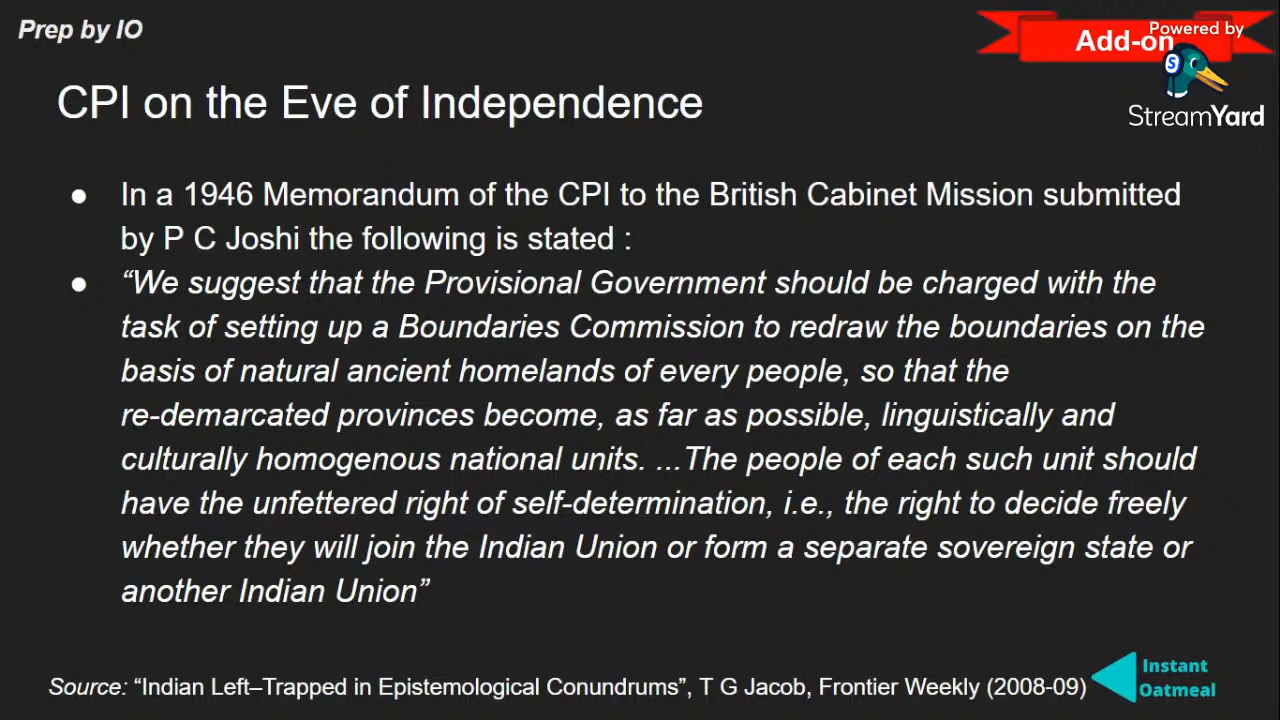 Prep by IO
Powered by
Add-on
StreamYard
CPI on the Eve of Independence
● In a 1946 Memorandum of the CPI to the British Cabinet Mission submitted
by P C Joshi the following is stated :
● “We suggest that the Provisional Government should be charged with the
task of setting up a Boundaries Commission to redraw the boundaries on the
basis of natural ancient homelands of every people, so that the
re-demarcated provinces become, as far as possible, linguistically and
culturally homogenous national units. ...The people of each such unit should
have the unfettered right of self-determination, i.e., the right to decide freely
whether they will join the Indian Union or form a separate sovereign state or
another Indian Union”
Source: “Indian Left–Trapped in Epistemological Conundrums”, T G Jacob, Frontier Weekly (2008-09)
Instant
Oatmeal